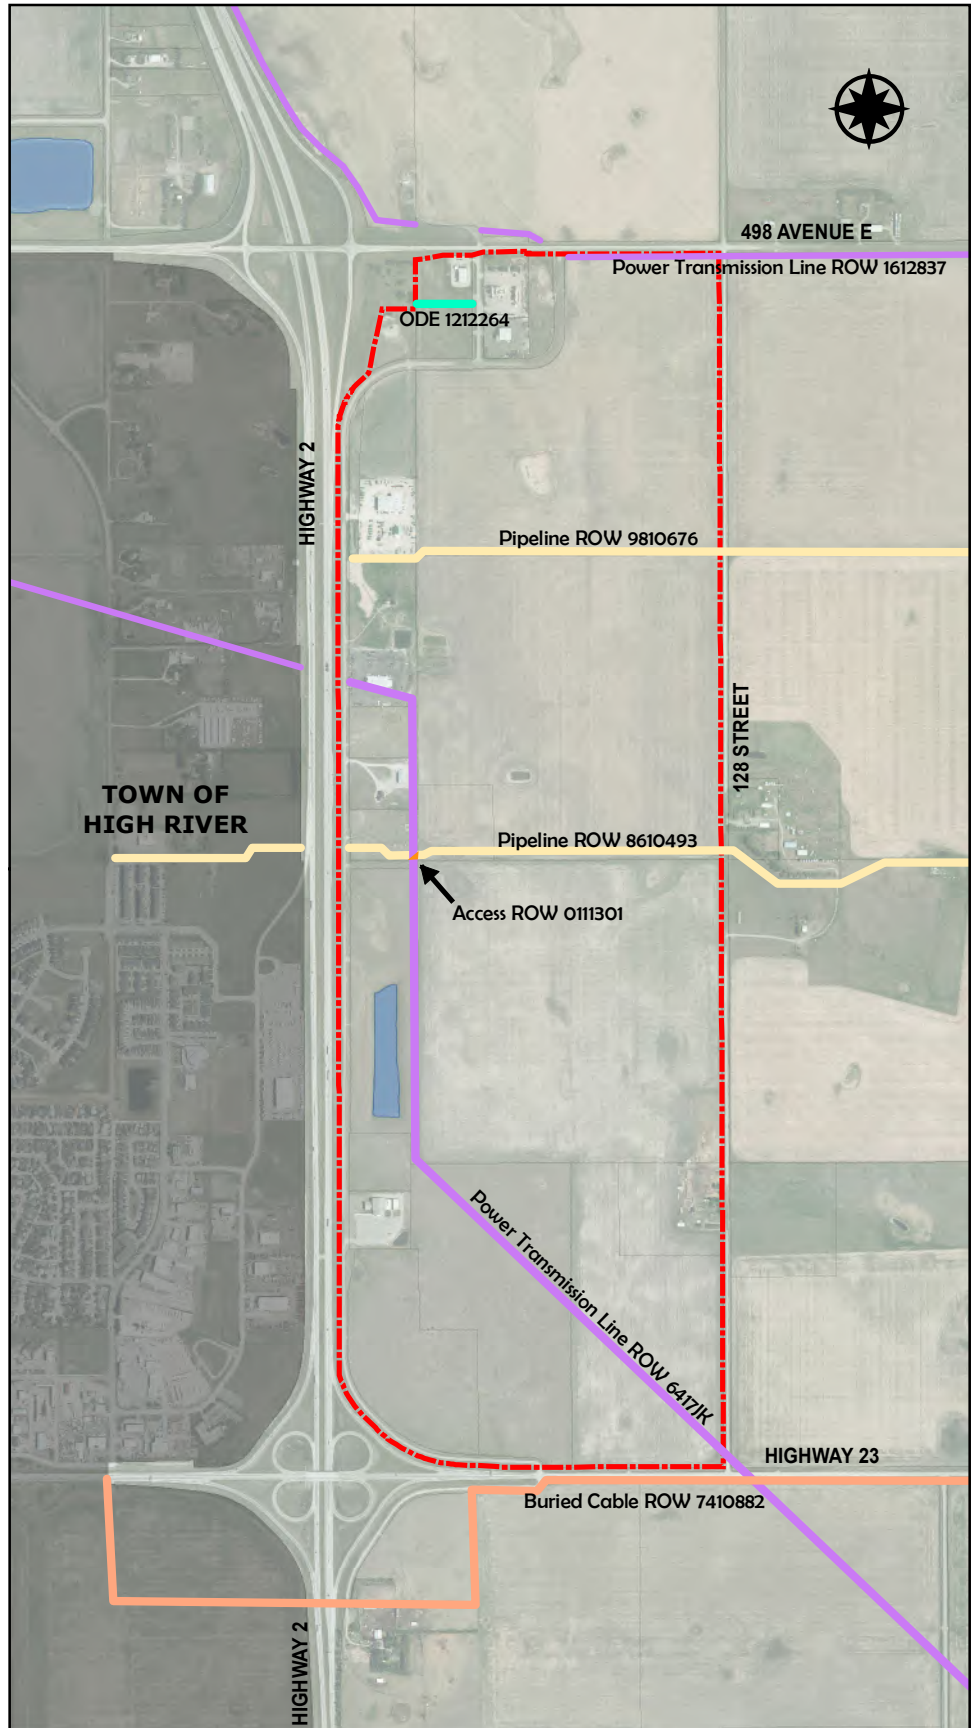 498 AVENUE E
Power Transmission Line ROW 1612837
ODE 1212264
HIGHWAY 2
Pipeline ROW 9810676
128 STREET
TOWN OF
HIGH RIVER
Pipeline ROW 8610493
Access ROW 0111301
Power Transmission Line ROW 6417JK
HIGHWAY 23
Buried Cable ROW 7410882
HIGHWAY 2